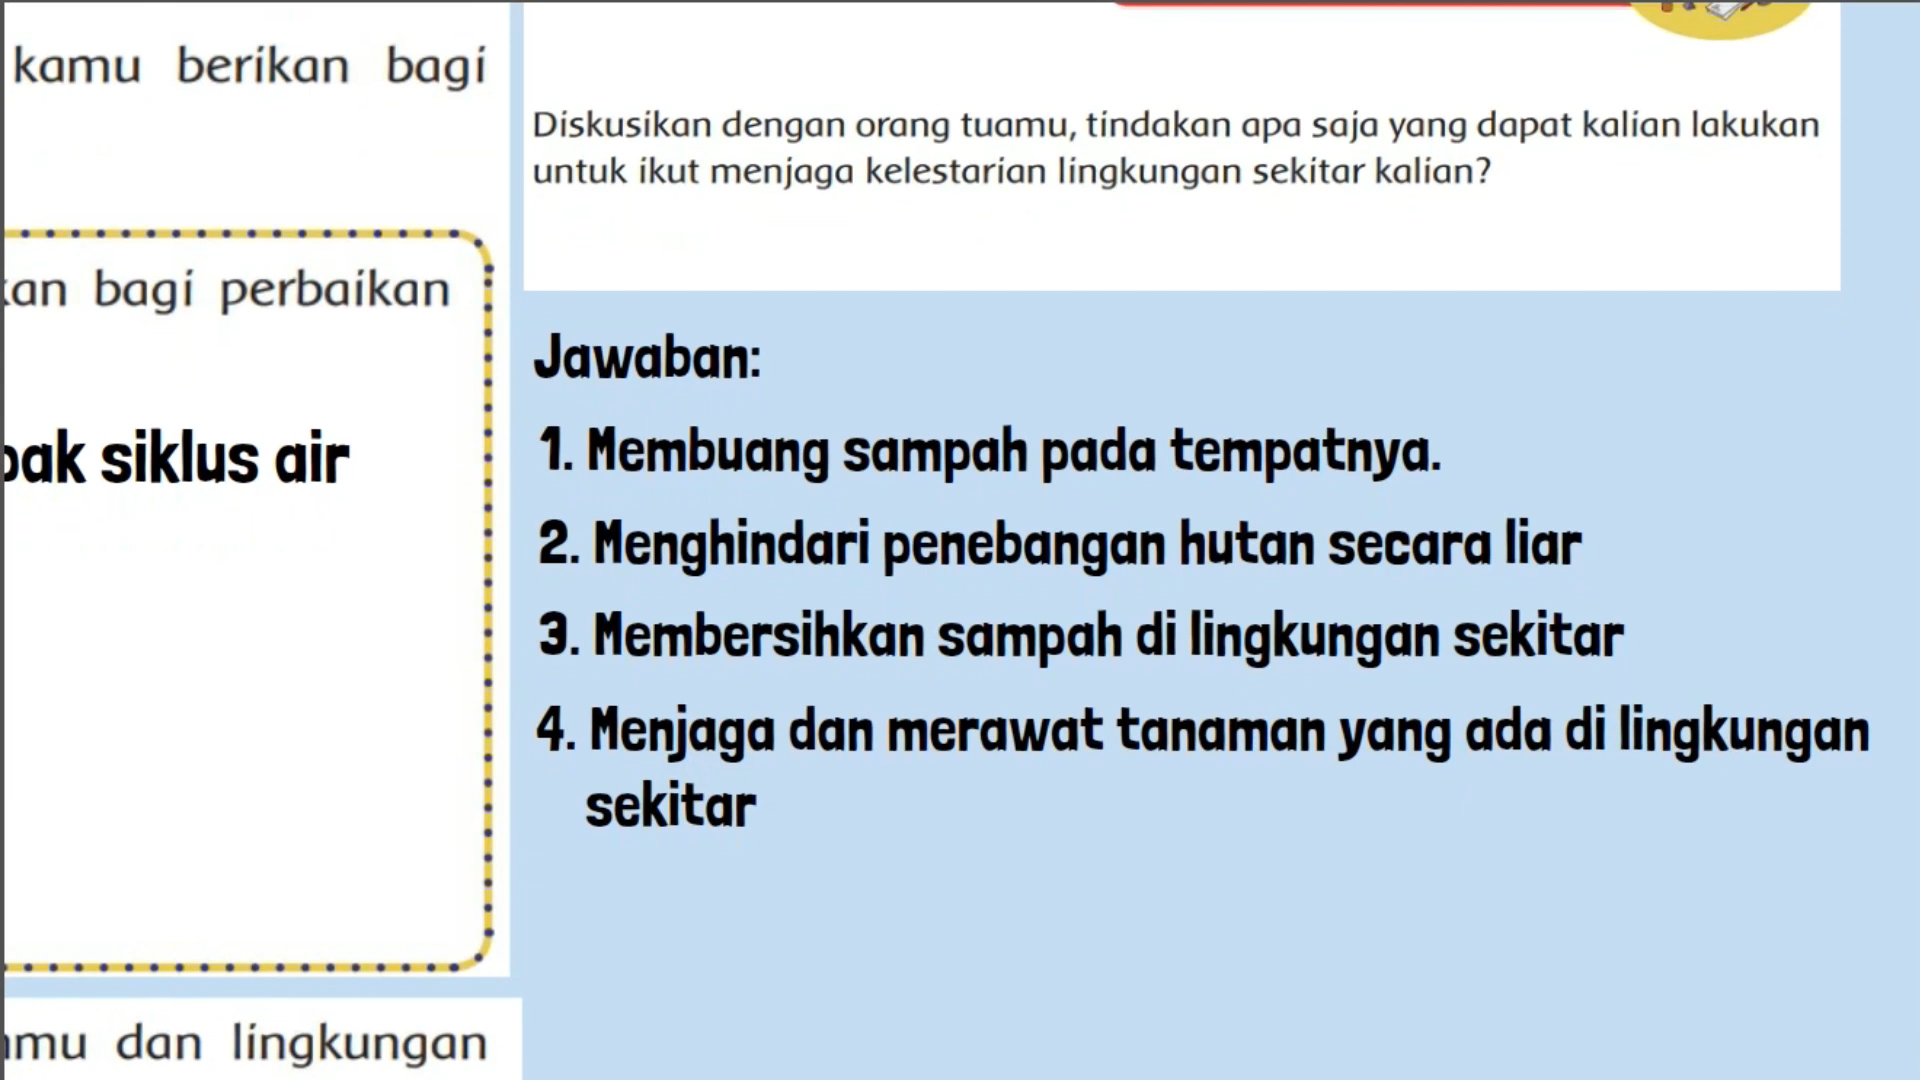 kamu berikan bagi
an bagi perbaikan
ak siklus air
mu dan lingkungan
Diskusikan dengan orang tuamu, tindakan apa saja yang dapat kalian lakukan
untuk ikut menjaga kelestarian lingkungan sekitar kalian?
Jawaban:
1. Membuang sampah pada tempatnya.
2. Menghindari penebangan hutan secara liar
3. Membersihkan sampah di lingkungan sekitar
4. Menjaga dan merawat tanaman yang ada di lingkungan
sekitar